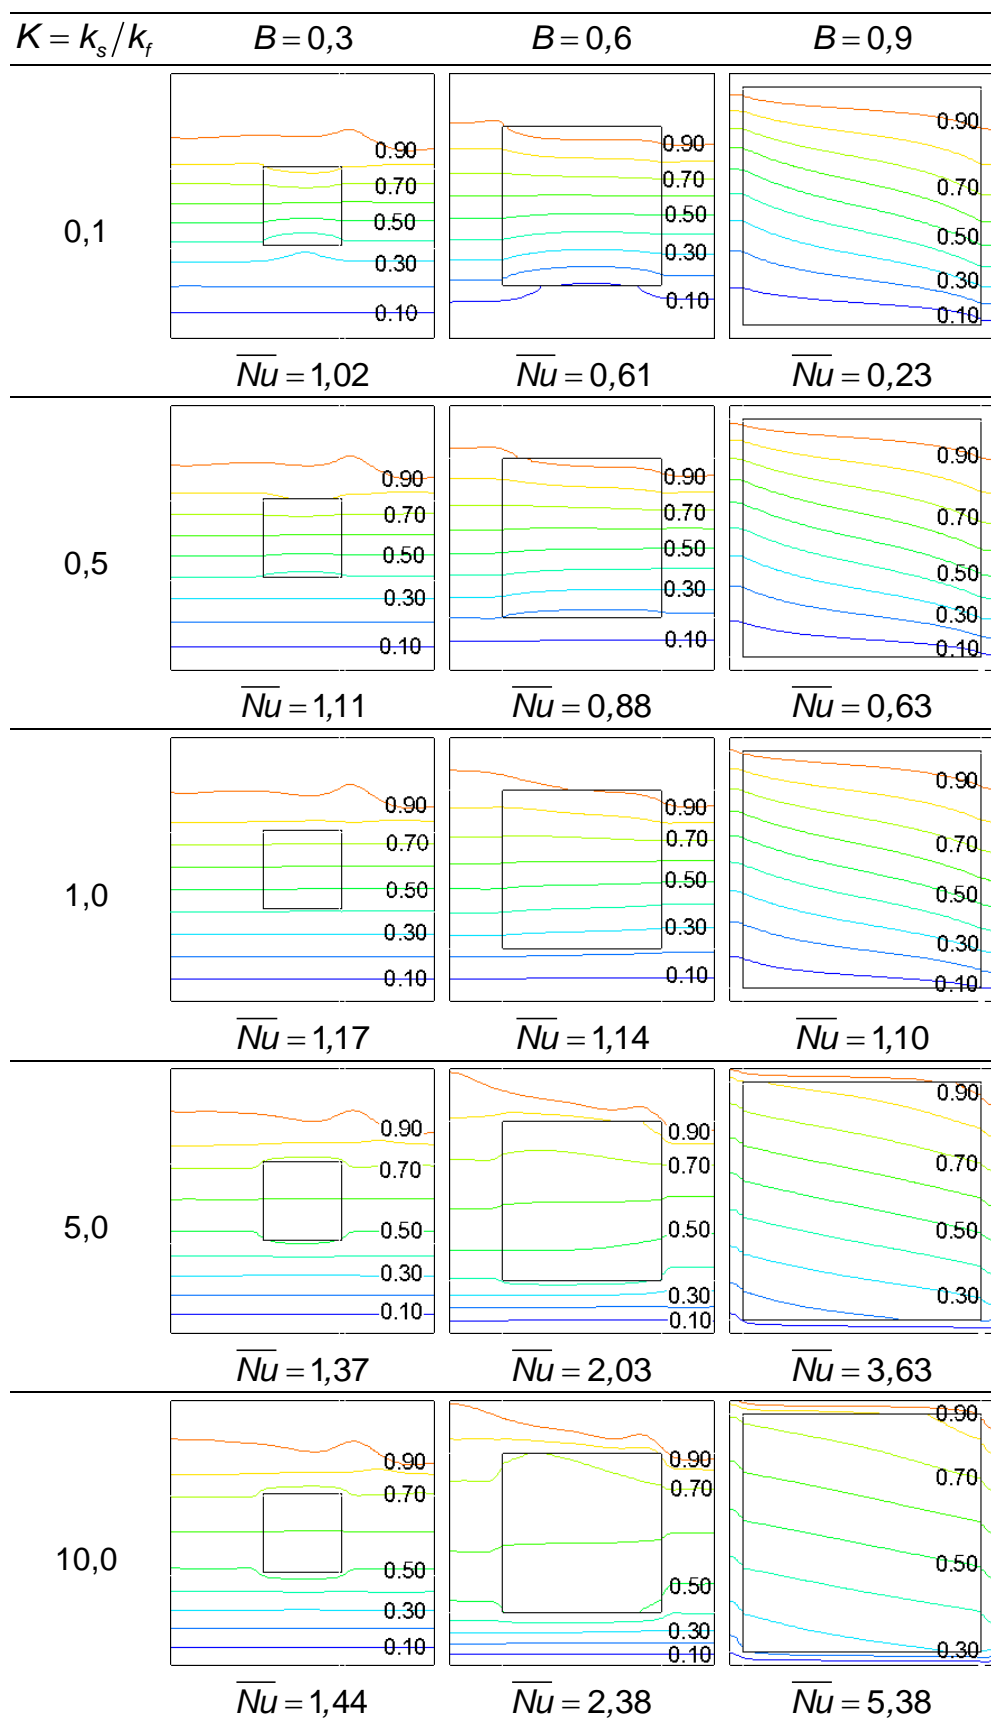 K = k_s/k_f B = 0,3 B = 0,6 B = 0,9
0,1
0.90 0.70 0.50 0.30 0.10
0.90 0.70 0.50 0.30 0.10
0.90 0.70 0.50 0.30 0.10
Nu = 1,02 Nu = 0,61 Nu = 0,23
0,5
0.90 0.70 0.50 0.30 0.10
0.90 0.70 0.50 0.30 0.10
0.90 0.70 0.50 0.30 0.10
Nu = 1,11 Nu = 0,88 Nu = 0,63
1,0
0.90 0.70 0.50 0.30 0.10
0.90 0.70 0.50 0.30 0.10
0.90 0.70 0.50 0.30 0.10
Nu = 1,17 Nu = 1,14 Nu = 1,10
5,0
0.90 0.70 0.50 0.30 0.10
0.90 0.70 0.50 0.30 0.10
0.90 0.70 0.50 0.30
Nu = 1,37 Nu = 2,03 Nu = 3,63
10,0
0.90 0.70 0.50 0.30 0.10
0.90 0.70 0.50 0.30 0.10
0.90 0.70 0.50 0.30
Nu = 1,44 Nu = 2,38 Nu = 5,38